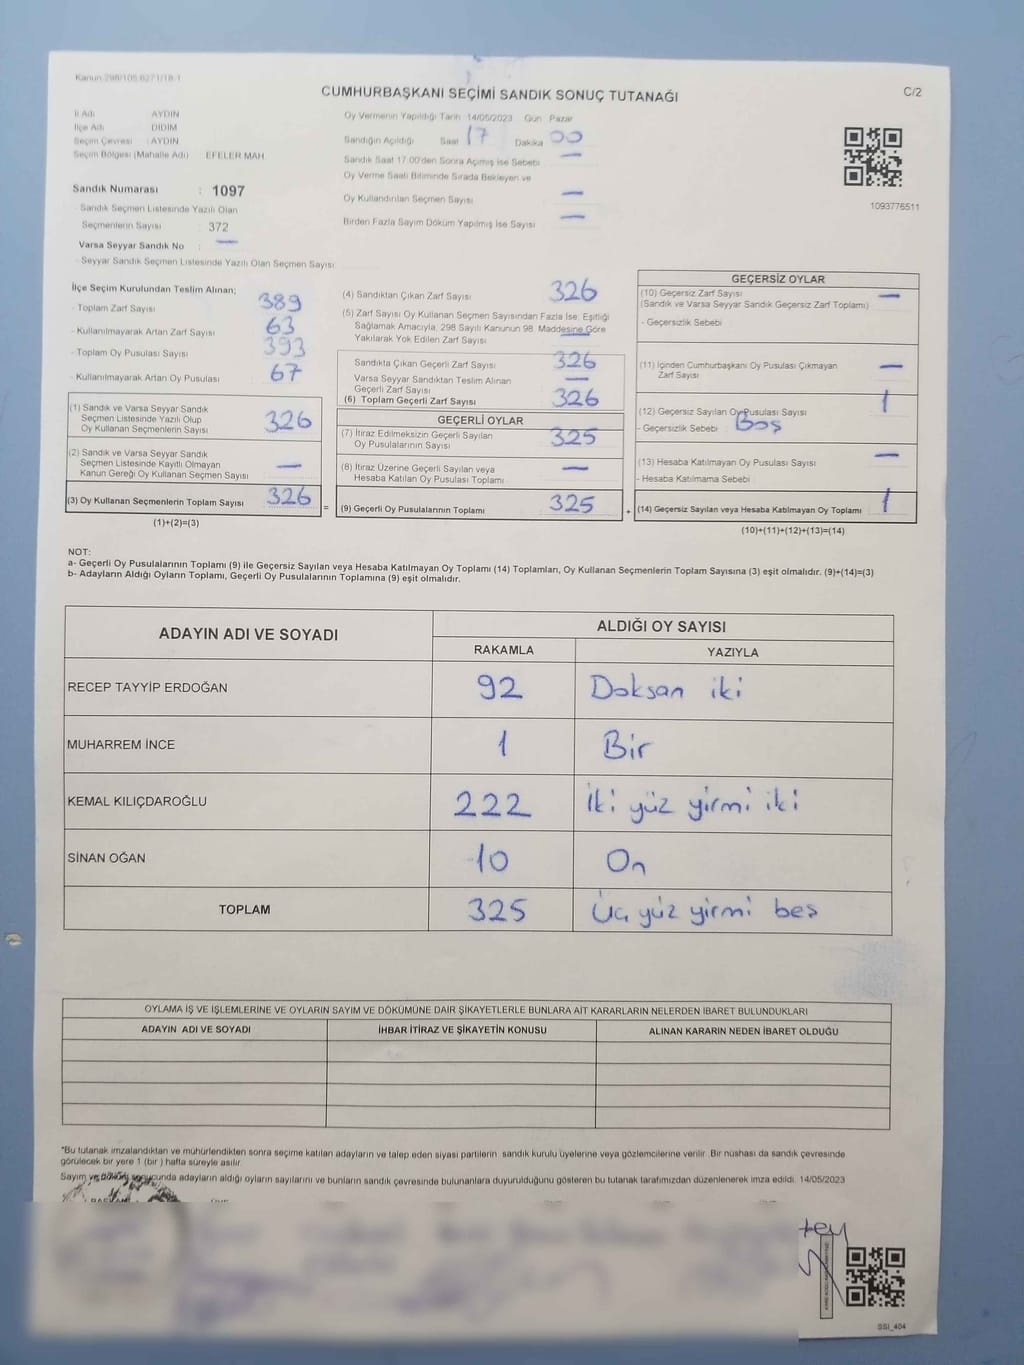 Kanun 298/105 6271/18-1
CUMHURBAŞKANI SEÇİMİ SANDIK SONUÇ TUTANAĞI
C/2
İl Adı AYDIN
İlçe Adı DİDİM
Seçim Çevresi : AYDIN
Seçim Bölgesi (Mahalle Adı) EFELER MAH
Sandık Numarası : 1097
- Sandık Seçmen Listesinde Yazılı Olan
Seçmenlerin Sayısı : 372
Varsa Seyyar Sandık No : —
- Seyyar Sandık Seçmen Listesinde Yazılı Olan Seçmen Sayısı
Oy Vermenin Yapıldığı Tarih 14/05/2023 Gün Pazar
Sandığın Açıldığı Saat 17 Dakika 00
Sandık Saat 17.00'den Sonra Açılmış İse Sebebi —
Oy Verme Saati Bitiminde Sırada Bekleyen ve
Oy Kullandırılan Seçmen Sayısı —
Birden Fazla Sayım Döküm Yapılmış İse Sayısı —
1093776511
İlçe Seçim Kurulundan Teslim Alınan;
- Toplam Zarf Sayısı 389
- Kullanılmayarak Artan Zarf Sayısı 63
- Toplam Oy Pusulası Sayısı 393
- Kullanılmayarak Artan Oy Pusulası 67
(1) Sandık ve Varsa Seyyar Sandık
Seçmen Listesinde Yazılı Olup
Oy Kullanan Seçmenlerin Sayısı 326
(2) Sandık ve Varsa Seyyar Sandık
Seçmen Listesinde Kayıtlı Olmayan
Kanun Gereği Oy Kullanan Seçmen Sayısı —
(3) Oy Kullanan Seçmenlerin Toplam Sayısı 326
(1)+(2)=(3)
(4) Sandıktan Çıkan Zarf Sayısı 326
(5) Zarf Sayısı Oy Kullanan Seçmen Sayısından Fazla İse, Eşitliği
Sağlamak Amacıyla, 298 Sayılı Kanunun 98. Maddesine Göre
Yakılarak Yok Edilen Zarf Sayısı —
Sandıkta Çıkan Geçerli Zarf Sayısı 326
Varsa Seyyar Sandıktan Teslim Alınan
Geçerli Zarf Sayısı —
(6) Toplam Geçerli Zarf Sayısı 326
GEÇERLİ OYLAR
(7) İtiraz Edilmeksizin Geçerli Sayılan
Oy Pusulalarının Sayısı 325
(8) İtiraz Üzerine Geçerli Sayılan veya
Hesaba Katılan Oy Pusulası Toplamı —
= (9) Geçerli Oy Pusulalarının Toplamı 325
GEÇERSİZ OYLAR
(10) Geçersiz Zarf Sayısı —
(Sandık ve Varsa Seyyar Sandık Geçersiz Zarf Toplamı)
- Geçersizlik Sebebi
(11) İçinden Cumhurbaşkanı Oy Pusulası Çıkmayan
Zarf Sayısı —
(12) Geçersiz Sayılan Oy Pusulası Sayısı 1
- Geçersizlik Sebebi Boş
(13) Hesaba Katılmayan Oy Pusulası Sayısı —
- Hesaba Katılmama Sebebi
+ (14) Geçersiz Sayılan veya Hesaba Katılmayan Oy Toplamı 1
(10)+(11)+(12)+(13)=(14)
NOT:
a- Geçerli Oy Pusulalarının Toplamı (9) ile Geçersiz Sayılan veya Hesaba Katılmayan Oy Toplamı (14) Toplamları, Oy Kullanan Seçmenlerin Toplam Sayısına (3) eşit olmalıdır. (9)+(14)=(3)
b- Adayların Aldığı Oyların Toplamı, Geçerli Oy Pusulalarının Toplamına (9) eşit olmalıdır.
ADAYIN ADI VE SOYADI
ALDIĞI OY SAYISI
RAKAMLA YAZIYLA
RECEP TAYYİP ERDOĞAN 92 Doksan iki
MUHARREM İNCE 1 Bir
KEMAL KILIÇDAROĞLU 222 İki yüz yirmi iki
SİNAN OĞAN 10 On
TOPLAM 325 Üç yüz yirmi beş
OYLAMA İŞ VE İŞLEMLERİNE VE OYLARIN SAYIM VE DÖKÜMÜNE DAİR ŞİKAYETLERLE BUNLARA AİT KARARLARIN NELERDEN İBARET BULUNDUKLARI
ADAYIN ADI VE SOYADI İHBAR İTİRAZ VE ŞİKAYETİN KONUSU ALINAN KARARIN NEDEN İBARET OLDUĞU
*Bu tutanak imzalandıktan ve mühürlendikten sonra seçime katılan adayların ve talep eden siyasi partilerin sandık kurulu üyelerine veya gözlemcilerine verilir. Bir nüshası da sandık çevresinde
görülecek bir yere 1 (bir) hafta süreyle asılır.
Sayım ve döküm sonucunda adayların aldığı oyların sayılarını ve bunların sandık çevresinde bulunanlara duyurulduğunu gösteren bu tutanak tarafımızdan düzenlenerek imza edildi. 14/05/2023
SSI_404